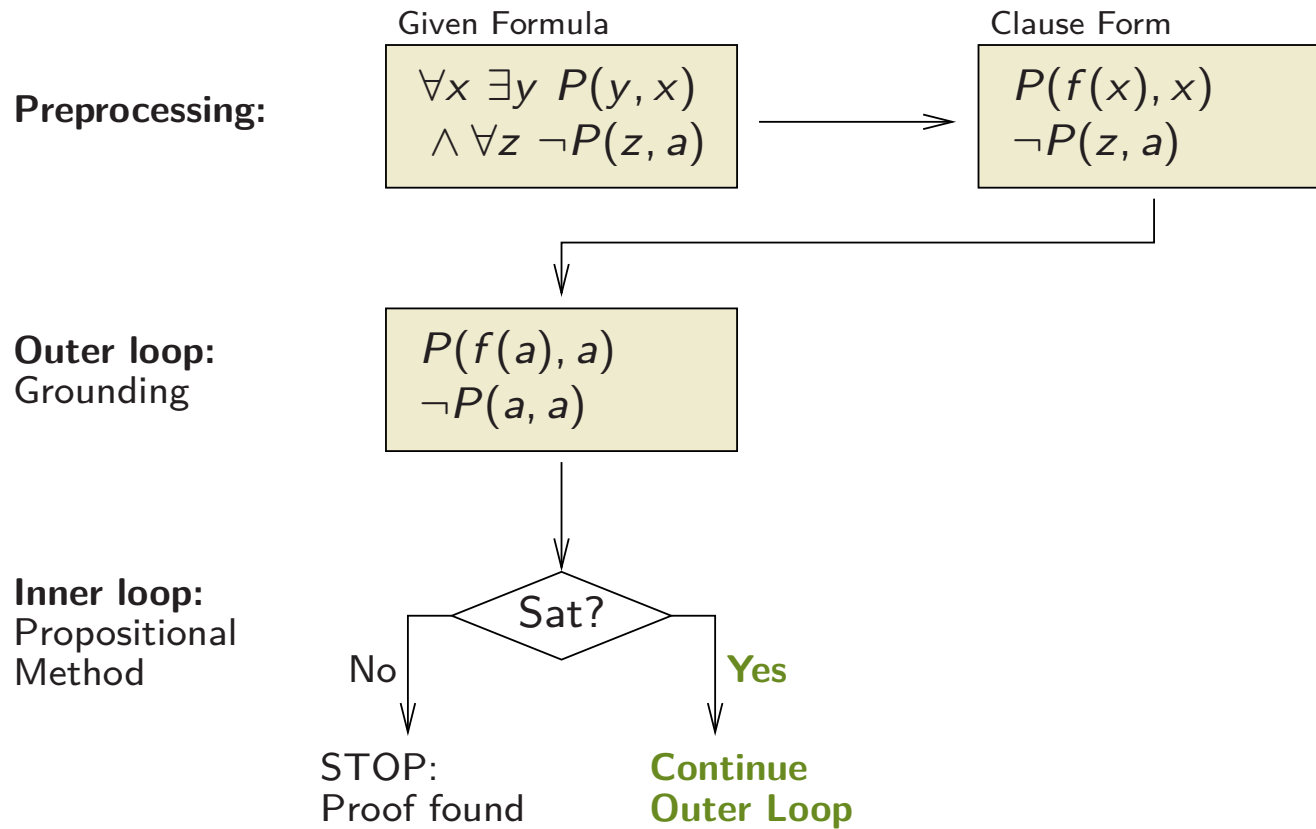 Given Formula
Clause Form
Preprocessing:
∀x ∃y P(y, x)
∧ ∀z ¬P(z, a)
P(f(x), x)
¬P(z, a)
Outer loop:
Grounding
P(f(a), a)
¬P(a, a)
Inner loop:
Propositional
Method
Sat?
No
Yes
STOP:
Proof found
Continue
Outer Loop